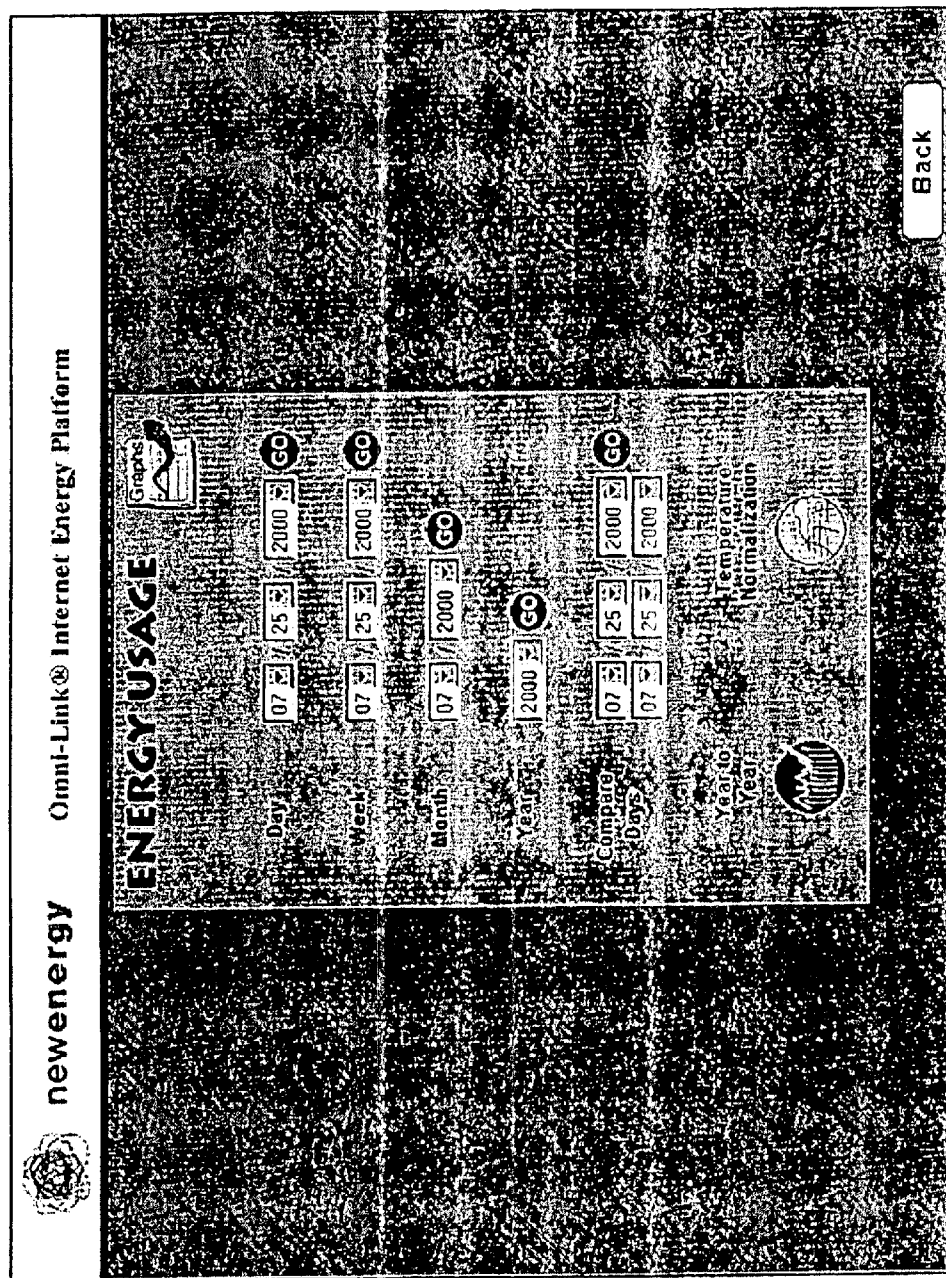 newenergy Omni-Link® Internet Energy Platform
ENERGY USAGE
Graphs
Day 07 / 25 / 2000 GO
Week 07 / 25 / 2000 GO
Month 07 / 2000 GO
Year 2000 GO
Compare 07 / 25 / 2000 GO
Days 07 / 25 / 2000
Year to Temperature
Year Normalization
Back